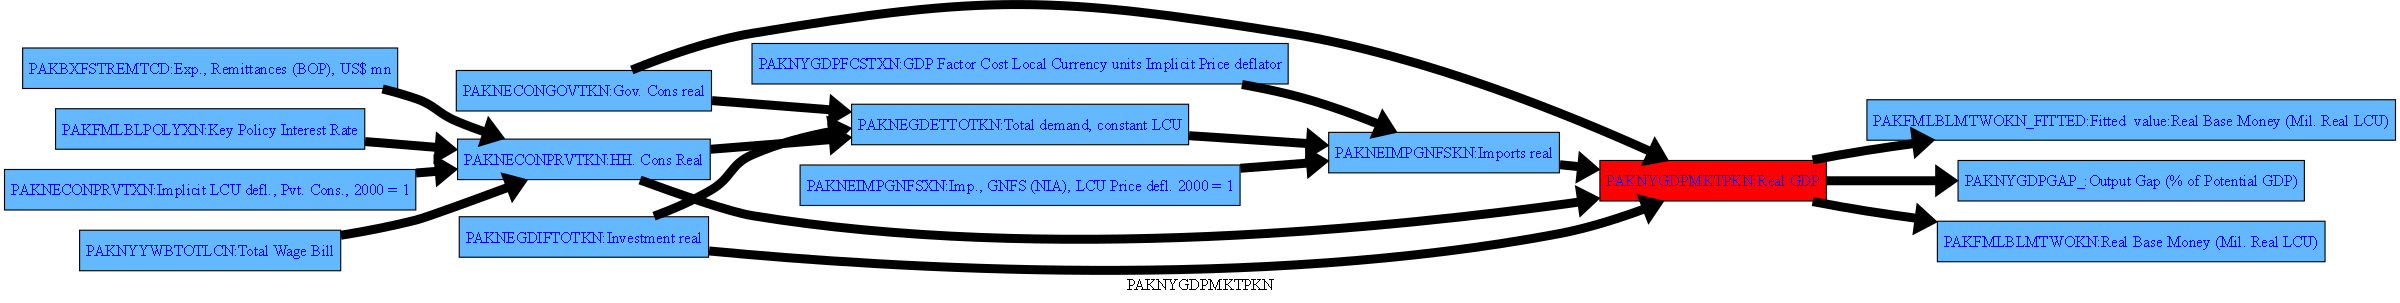 PAKBXFSTREMTCD:Exp., Remittances (BOP), US$ mn
PAKFMLBLPOLYXN:Key Policy Interest Rate
PAKNECONPRVTXN:Implicit LCU defl., Pvt. Cons., 2000 = 1
PAKNYYWBTOTLCN:Total Wage Bill
PAKNECONGOVTKN:Gov. Cons real
PAKNECONPRVTKN:HH. Cons Real
PAKNEGDIFTOTKN:Investment real
PAKNYGDPFCSTXN:GDP Factor Cost Local Currency units Implicit Price deflator
PAKNEGDETTOTKN:Total demand, constant LCU
PAKNEIMPGNFSXN:Imp., GNFS (NIA), LCU Price defl. 2000 = 1
PAKNEIMPGNFSKN:Imports real
PAKNYGDPMKTPKN:Real GDP
PAKFMLBLMTWOKN_FITTED:Fitted value:Real Base Money (Mil. Real LCU)
PAKNYGDPGAP_:Output Gap (% of Potential GDP)
PAKFMLBLMTWOKN:Real Base Money (Mil. Real LCU)
PAKNYGDPMKTPKN